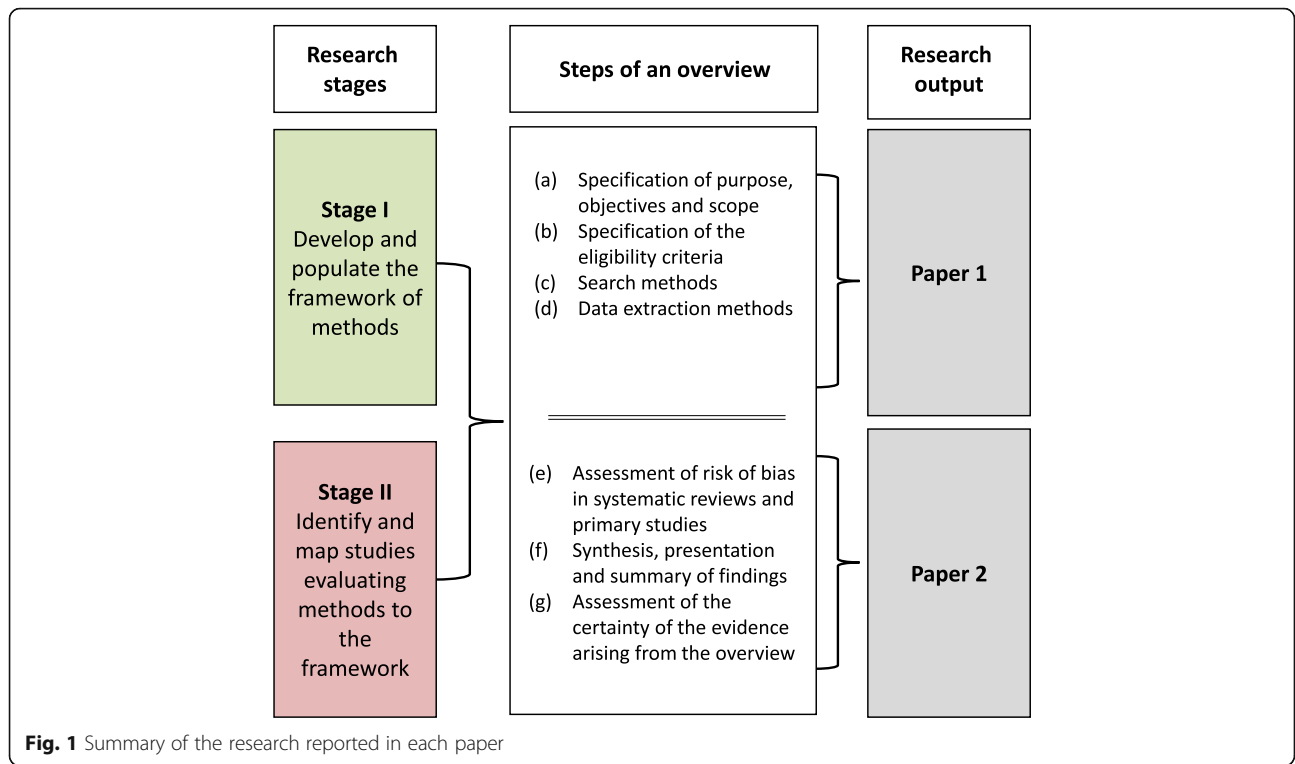 Research
stages
Steps of an overview
Research
output
Stage I
Develop and
populate the
framework of
methods
Stage II
Identify and
map studies
evaluating
methods to
the
framework
(a) Specification of purpose,
objectives and scope
(b) Specification of the
eligibility criteria
(c) Search methods
(d) Data extraction methods
(e) Assessment of risk of bias
in systematic reviews and
primary studies
(f) Synthesis, presentation
and summary of findings
(g) Assessment of the
certainty of the evidence
arising from the overview
Paper 1
Paper 2
Fig. 1 Summary of the research reported in each paper